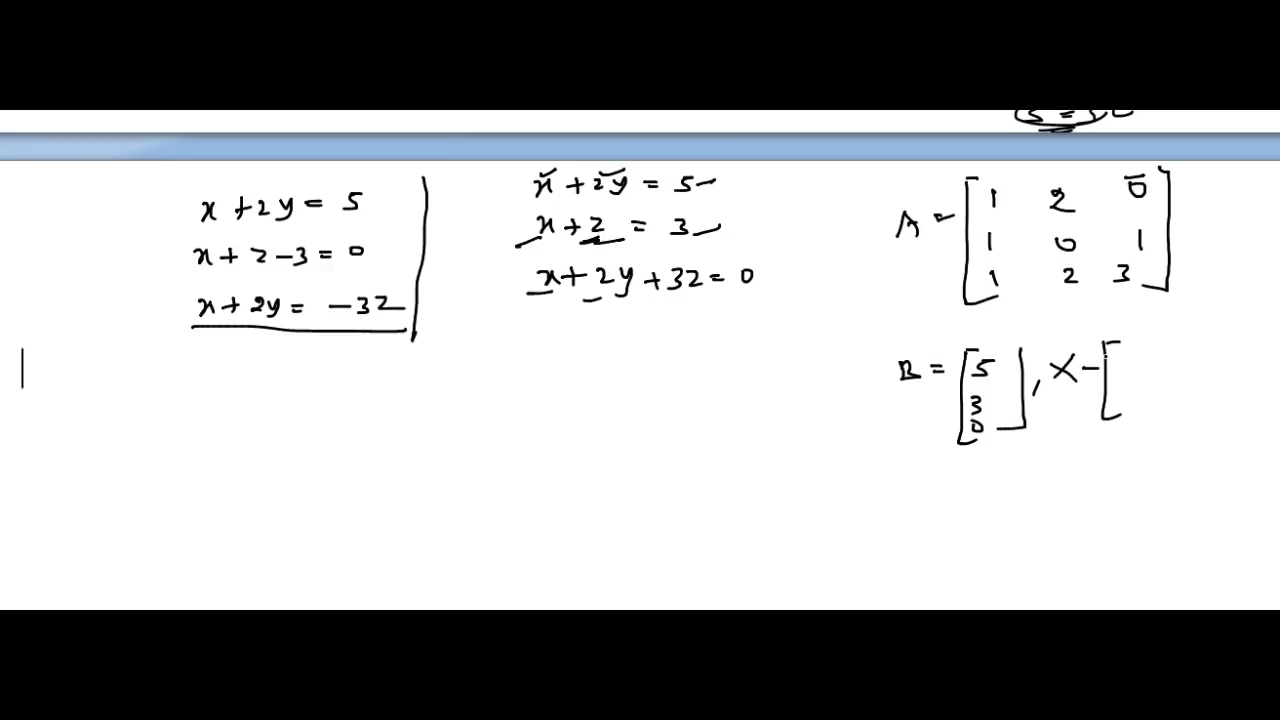 x + 2y = 5
x + z - 3 = 0
x + 2y = - 3z
x + 2y = 5
x + z = 3
x + 2y + 3z = 0
A = [ 1 2 0
1 0 1
1 2 3 ]
B = [ 5
3
0 ] , X - [